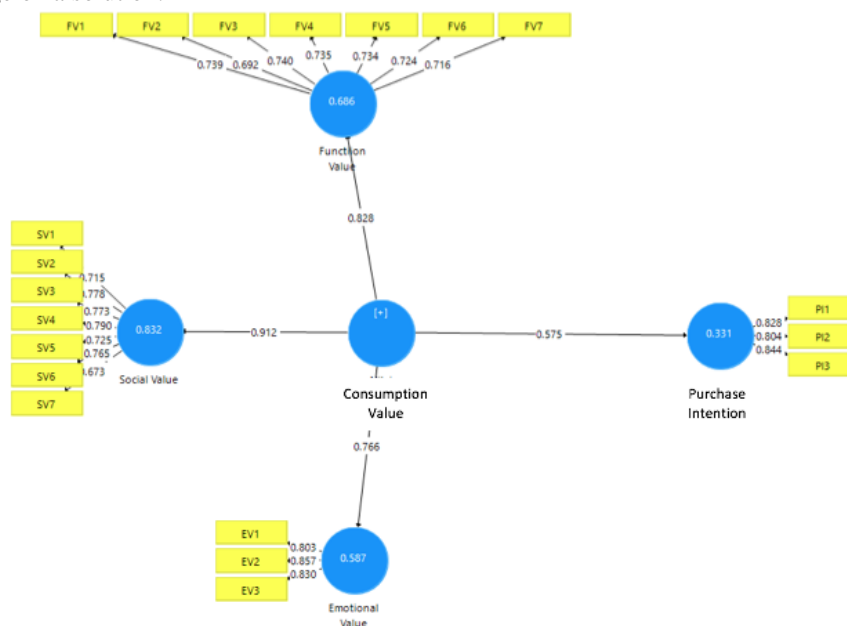 FV1 FV2 FV3 FV4 FV5 FV6 FV7
0.739 0.692 0.740 0.735 0.734 0.724 0.716
0.686
Function
Value
0.828
SV1
SV2
SV3
SV4
SV5
SV6
SV7
0.715
0.778
0.773
0.790
0.725
0.765
0.673
0.832
Social Value
0.912
[+]
Consumption
Value
0.575
0.331
Purchase
Intention
0.828
0.804
0.844
PI1
PI2
PI3
0.766
EV1
EV2
EV3
0.803
0.857
0.830
0.587
Emotional
Value